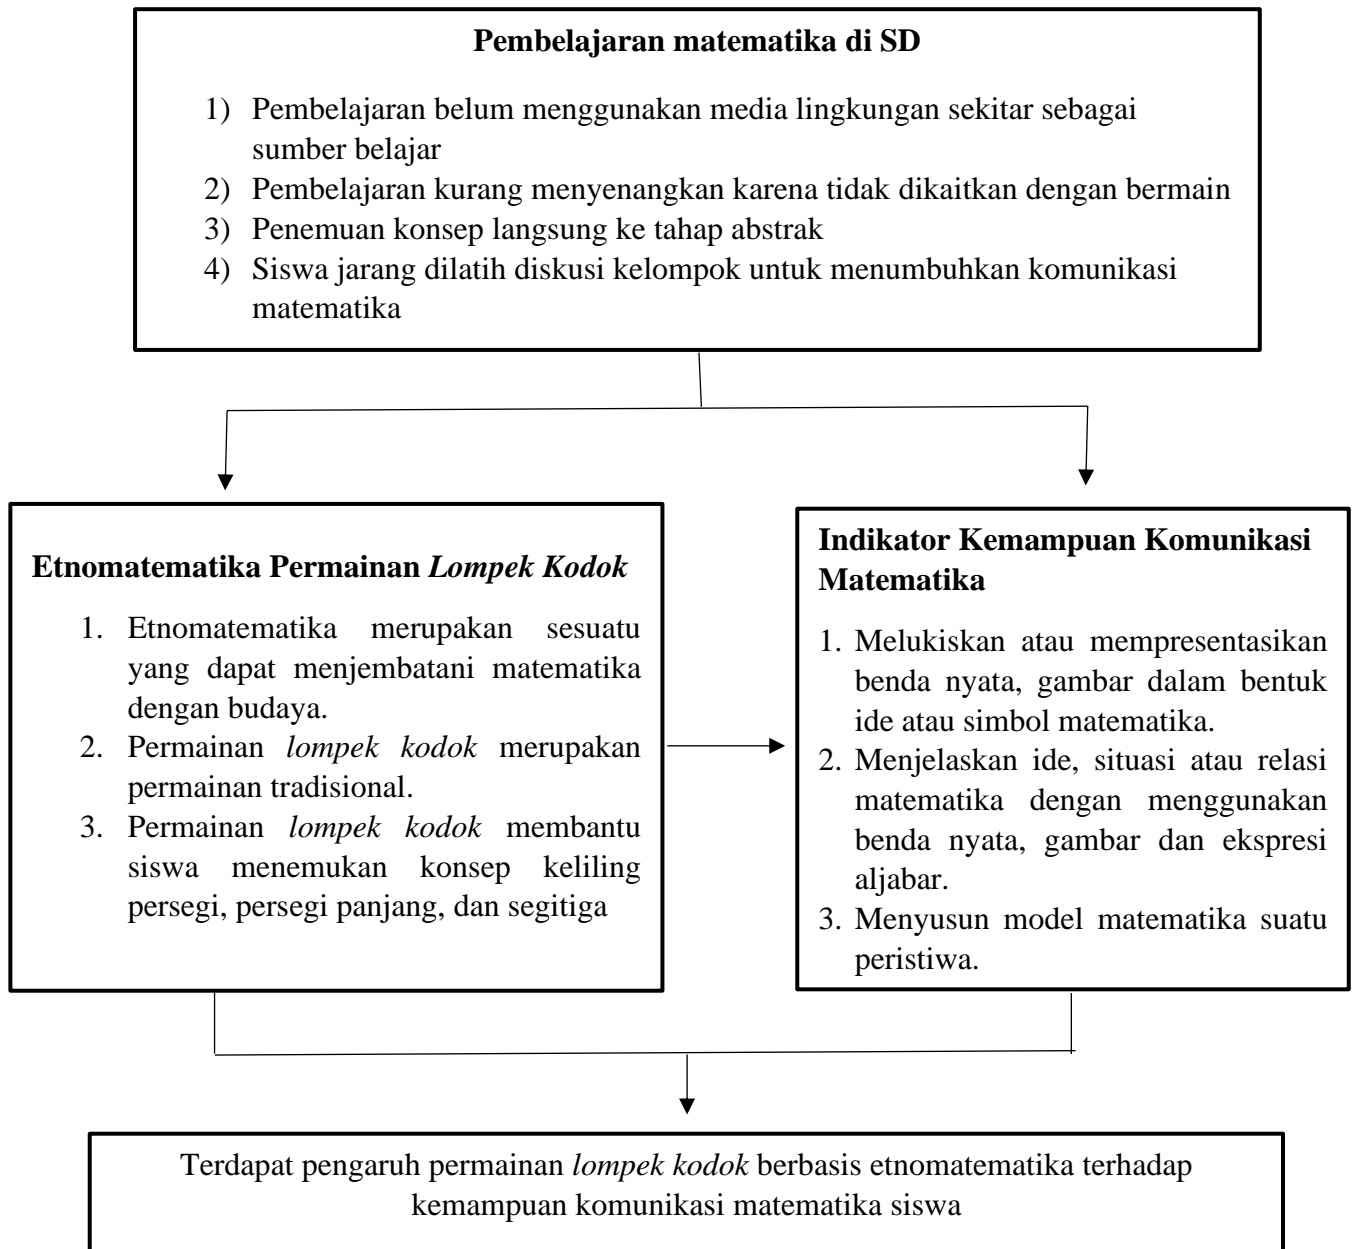 Pembelajaran matematika di SD
1) Pembelajaran belum menggunakan media lingkungan sekitar sebagai
sumber belajar
2) Pembelajaran kurang menyenangkan karena tidak dikaitkan dengan bermain
3) Penemuan konsep langsung ke tahap abstrak
4) Siswa jarang dilatih diskusi kelompok untuk menumbuhkan komunikasi
matematika
Etnomatematika Permainan Lompek Kodok
1. Etnomatematika merupakan sesuatu
yang dapat menjembatani matematika
dengan budaya.
2. Permainan lompek kodok merupakan
permainan tradisional.
3. Permainan lompek kodok membantu
siswa menemukan konsep keliling
persegi, persegi panjang, dan segitiga
Indikator Kemampuan Komunikasi
Matematika
1. Melukiskan atau mempresentasikan
benda nyata, gambar dalam bentuk
ide atau simbol matematika.
2. Menjelaskan ide, situasi atau relasi
matematika dengan menggunakan
benda nyata, gambar dan ekspresi
aljabar.
3. Menyusun model matematika suatu
peristiwa.
Terdapat pengaruh permainan lompek kodok berbasis etnomatematika terhadap
kemampuan komunikasi matematika siswa